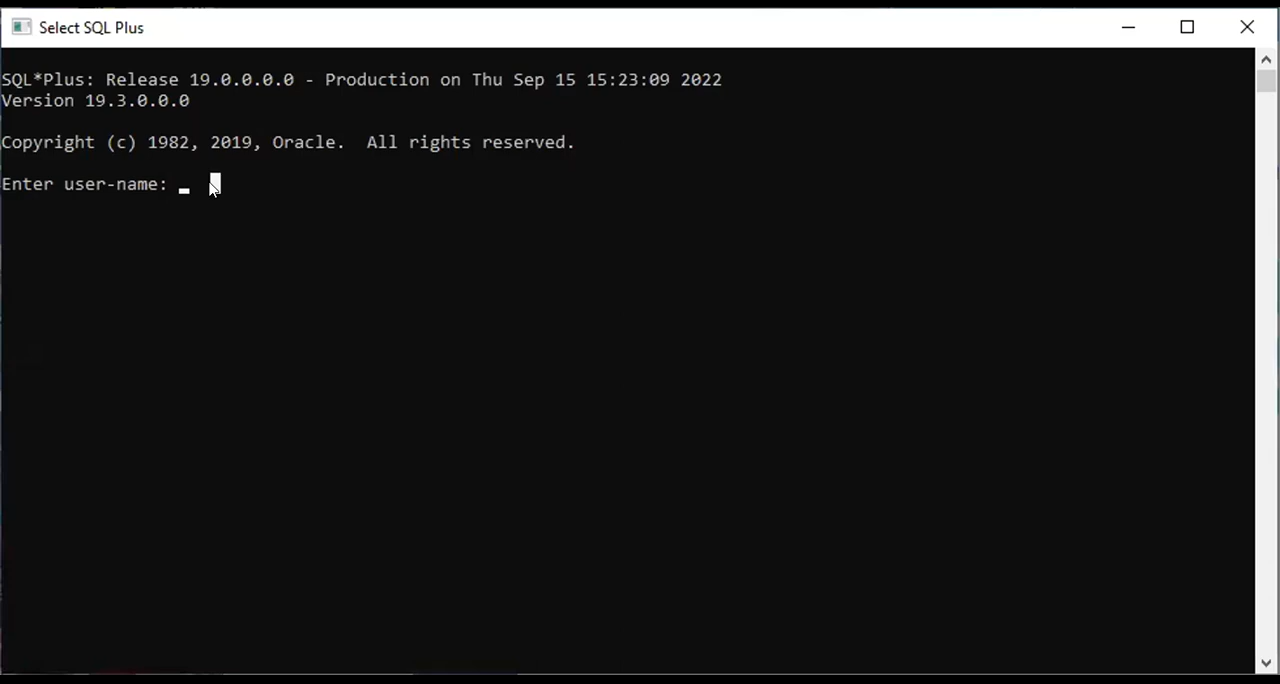 Select SQL Plus
SQL*Plus: Release 19.0.0.0.0 - Production on Thu Sep 15 15:23:09 2022
Version 19.3.0.0.0
Copyright (c) 1982, 2019, Oracle.  All rights reserved.
Enter user-name: